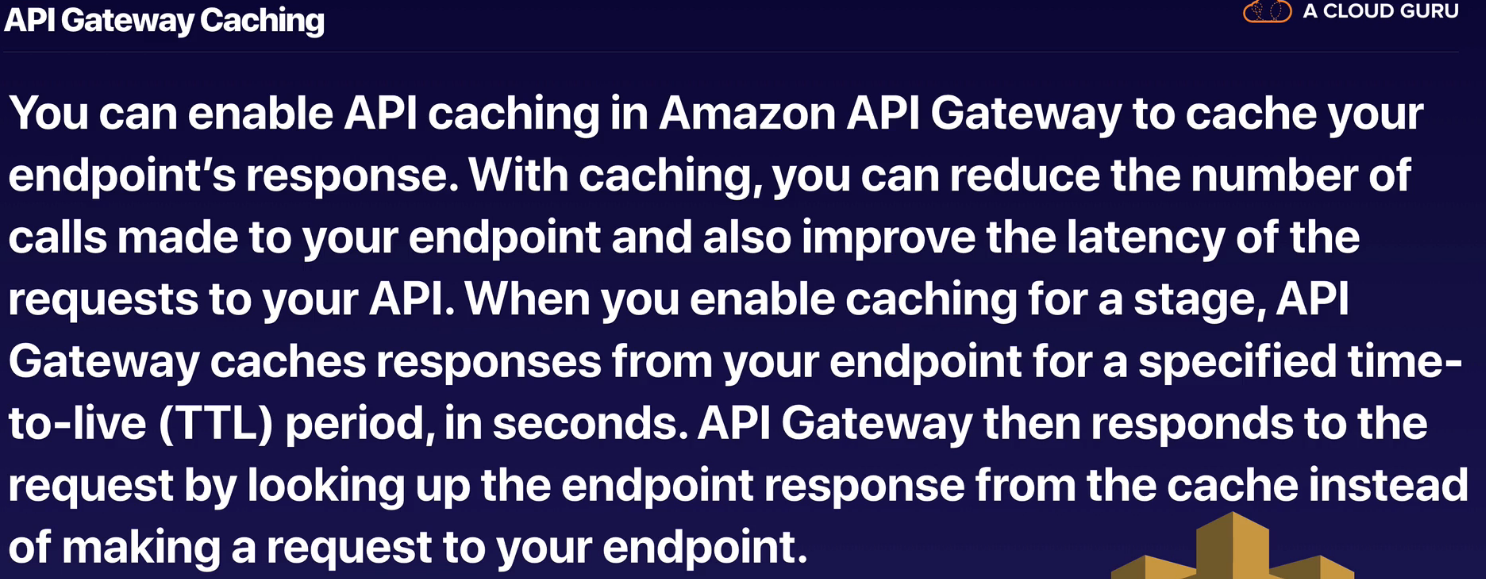 API Gateway Caching
A CLOUD GURU
You can enable API caching in Amazon API Gateway to cache your
endpoint's response. With caching, you can reduce the number of
calls made to your endpoint and also improve the latency of the
requests to your API. When you enable caching for a stage, API
Gateway caches responses from your endpoint for a specified time-
to-live (TTL) period, in seconds. API Gateway then responds to the
request by looking up the endpoint response from the cache instead
of making a request to your endpoint.